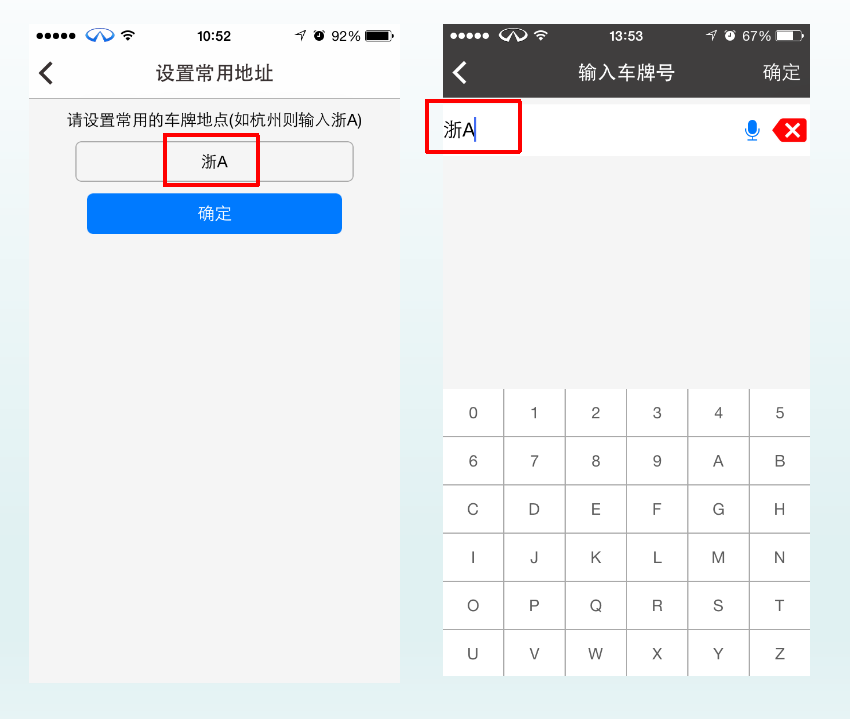 10:52
92%
设置常用地址
请设置常用的车牌地点(如杭州则输入浙A)
浙A
确定
13:53
67%
输入车牌号
确定
浙A
0 1 2 3 4 5
6 7 8 9 A B
C D E F G H
I J K L M N
O P Q R S T
U V W X Y Z